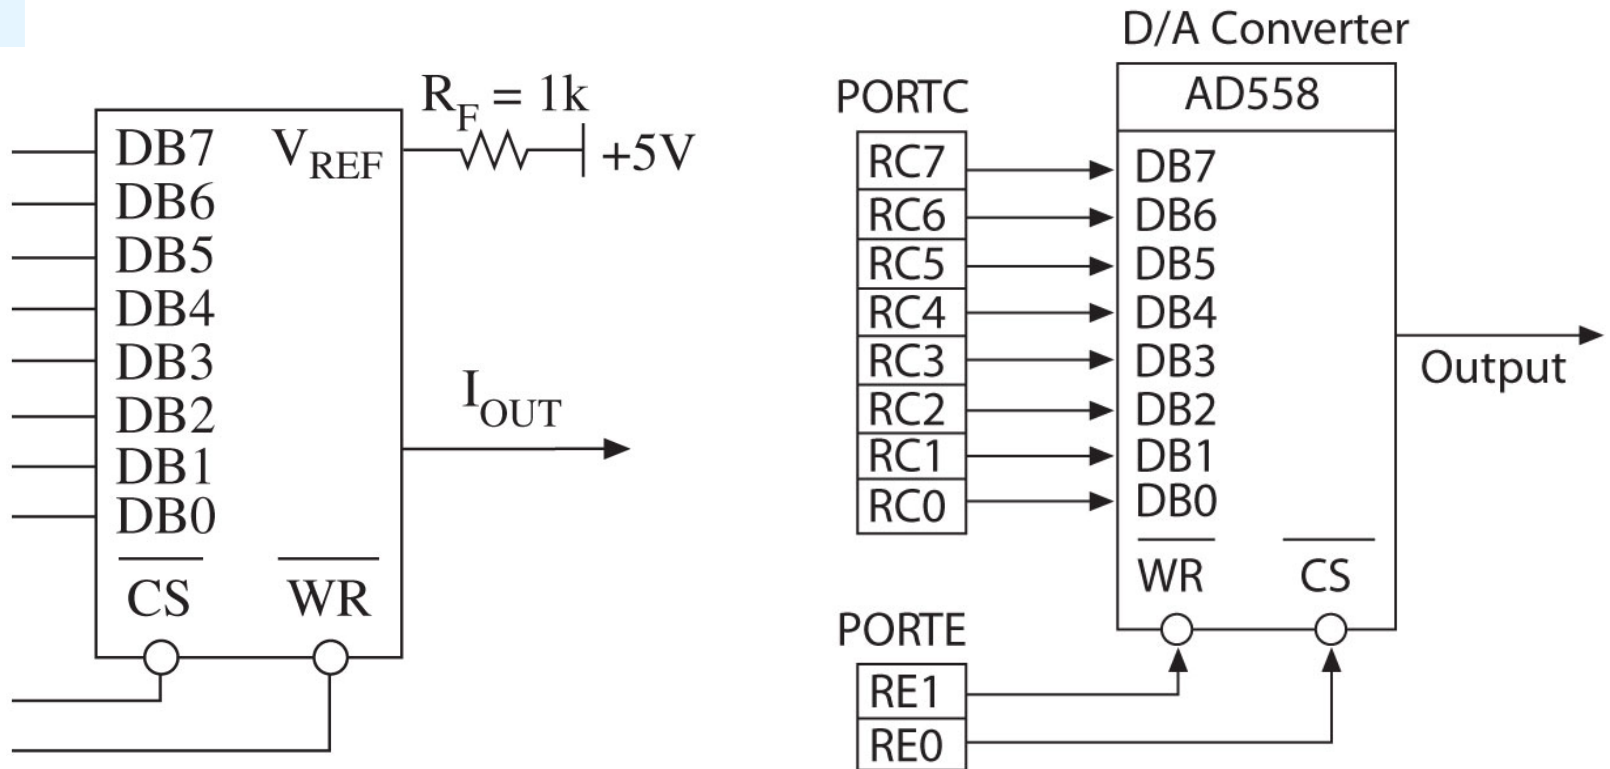 R_F = 1k
DB7 V_REF +5V
DB6
DB5
DB4
DB3
DB2
I_OUT
DB1
DB0
CS WR
D/A Converter
AD558
PORTC
RC7 DB7
RC6 DB6
RC5 DB5
RC4 DB4
RC3 DB3
Output
RC2 DB2
RC1 DB1
RC0 DB0
WR CS
PORTE
RE1
RE0